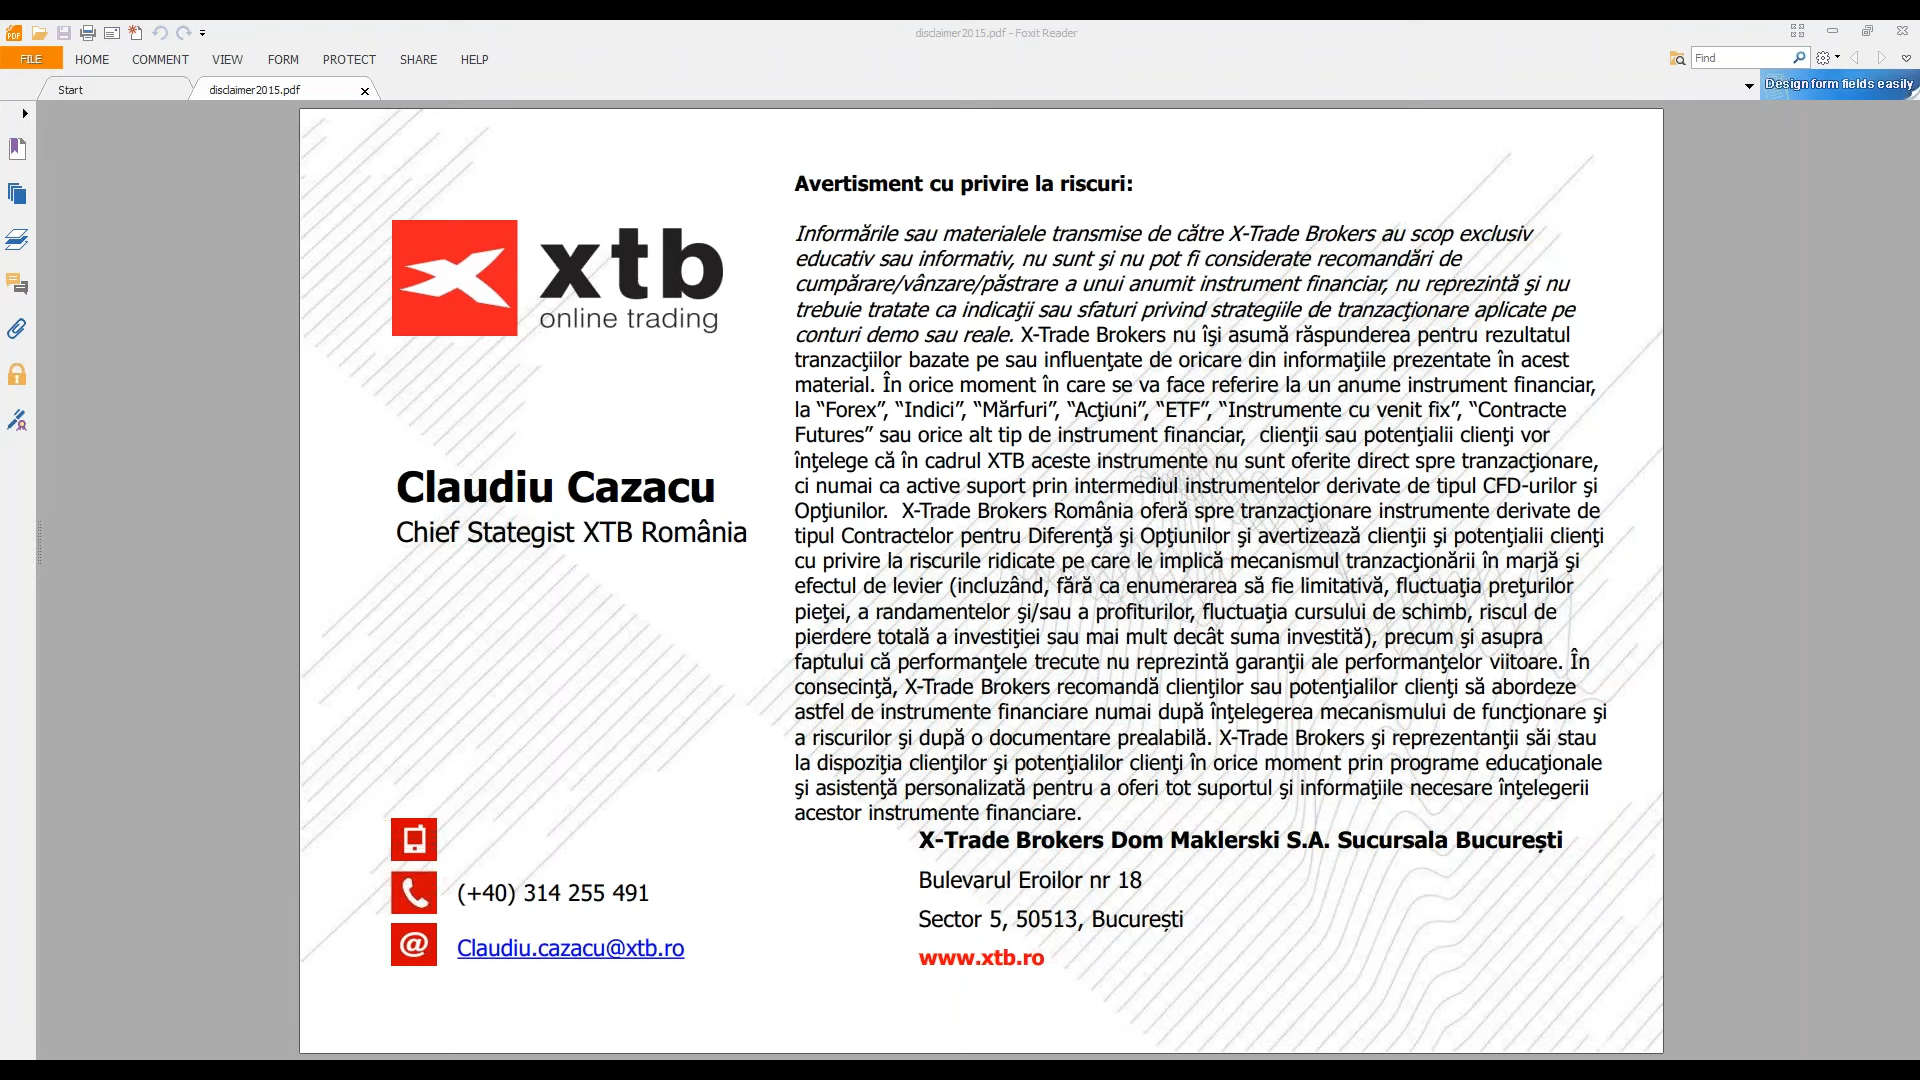 disclaimer2015.pdf - Foxit Reader
FILE
HOME
COMMENT
VIEW
FORM
PROTECT
SHARE
HELP
Find
Start
disclaimer2015.pdf
Design form fields easily
xtb
online trading
Claudiu Cazacu
Chief Stategist XTB România
(+40) 314 255 491
Claudiu.cazacu@xtb.ro
Avertisment cu privire la riscuri:
Informările sau materialele transmise de către X-Trade Brokers au scop exclusiv
educativ sau informativ, nu sunt şi nu pot fi considerate recomandări de
cumpărare/vânzare/păstrare a unui anumit instrument financiar, nu reprezintă şi nu
trebuie tratate ca indicaţii sau sfaturi privind strategiile de tranzacţionare aplicate pe
conturi demo sau reale. X-Trade Brokers nu îşi asumă răspunderea pentru rezultatul
tranzacţiilor bazate pe sau influenţate de oricare din informaţiile prezentate în acest
material. În orice moment în care se va face referire la un anume instrument financiar,
la “Forex”, “Indici”, “Mărfuri”, “Acţiuni”, “ETF”, “Instrumente cu venit fix”, “Contracte
Futures” sau orice alt tip de instrument financiar, clienţii sau potenţialii clienţi vor
înţelege că în cadrul XTB aceste instrumente nu sunt oferite direct spre tranzacţionare,
ci numai ca active suport prin intermediul instrumentelor derivate de tipul CFD-urilor şi
Opţiunilor. X-Trade Brokers România oferă spre tranzacţionare instrumente derivate de
tipul Contractelor pentru Diferenţă şi Opţiunilor şi avertizează clienţii şi potenţialii clienţi
cu privire la riscurile ridicate pe care le implică mecanismul tranzacţionării în marjă şi
efectul de levier (incluzând, fără ca enumerarea să fie limitativă, fluctuaţia preţurilor
pieţei, a randamentelor şi/sau a profiturilor, fluctuaţia cursului de schimb, riscul de
pierdere totală a investiţiei sau mai mult decât suma investită), precum şi asupra
faptului că performanţele trecute nu reprezintă garanţii ale performanţelor viitoare. În
consecinţă, X-Trade Brokers recomandă clienţilor sau potenţialilor clienţi să abordeze
astfel de instrumente financiare numai după înţelegerea mecanismului de funcţionare şi
a riscurilor şi după o documentare prealabilă. X-Trade Brokers şi reprezentanţii săi stau
la dispoziţia clienţilor şi potenţialilor clienţi în orice moment prin programe educaţionale
şi asistenţă personalizată pentru a oferi tot suportul şi informaţiile necesare înţelegerii
acestor instrumente financiare.
X-Trade Brokers Dom Maklerski S.A. Sucursala București
Bulevarul Eroilor nr 18
Sector 5, 50513, București
www.xtb.ro